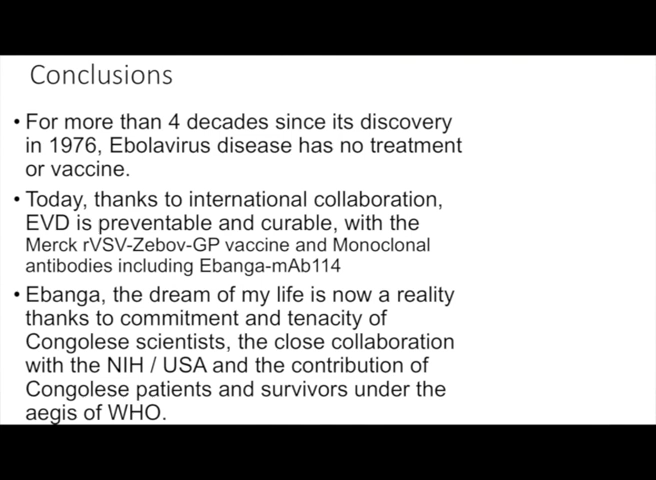 Conclusions
• For more than 4 decades since its discovery
in 1976, Ebolavirus disease has no treatment
or vaccine.
• Today, thanks to international collaboration,
EVD is preventable and curable, with the
Merck rVSV-Zebov-GP vaccine and Monoclonal
antibodies including Ebanga-mAb114
• Ebanga, the dream of my life is now a reality
thanks to commitment and tenacity of
Congolese scientists, the close collaboration
with the NIH / USA and the contribution of
Congolese patients and survivors under the
aegis of WHO.